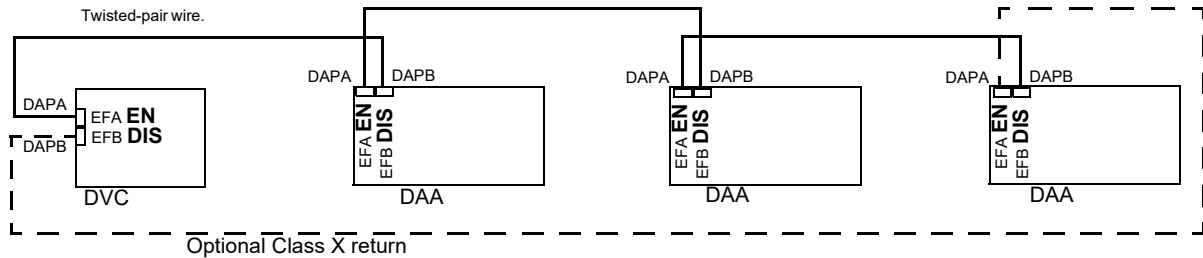 Twisted-pair wire.
DAPA
DAPB
DAPA
DAPB
DAPA
DAPB
DAPA
EFA EN
EFB DIS
DAPB
EFA EN
EFB DIS
EFA EN
EFB DIS
EFA EN
EFB DIS
DVC
DAA
DAA
DAA
Optional Class X return